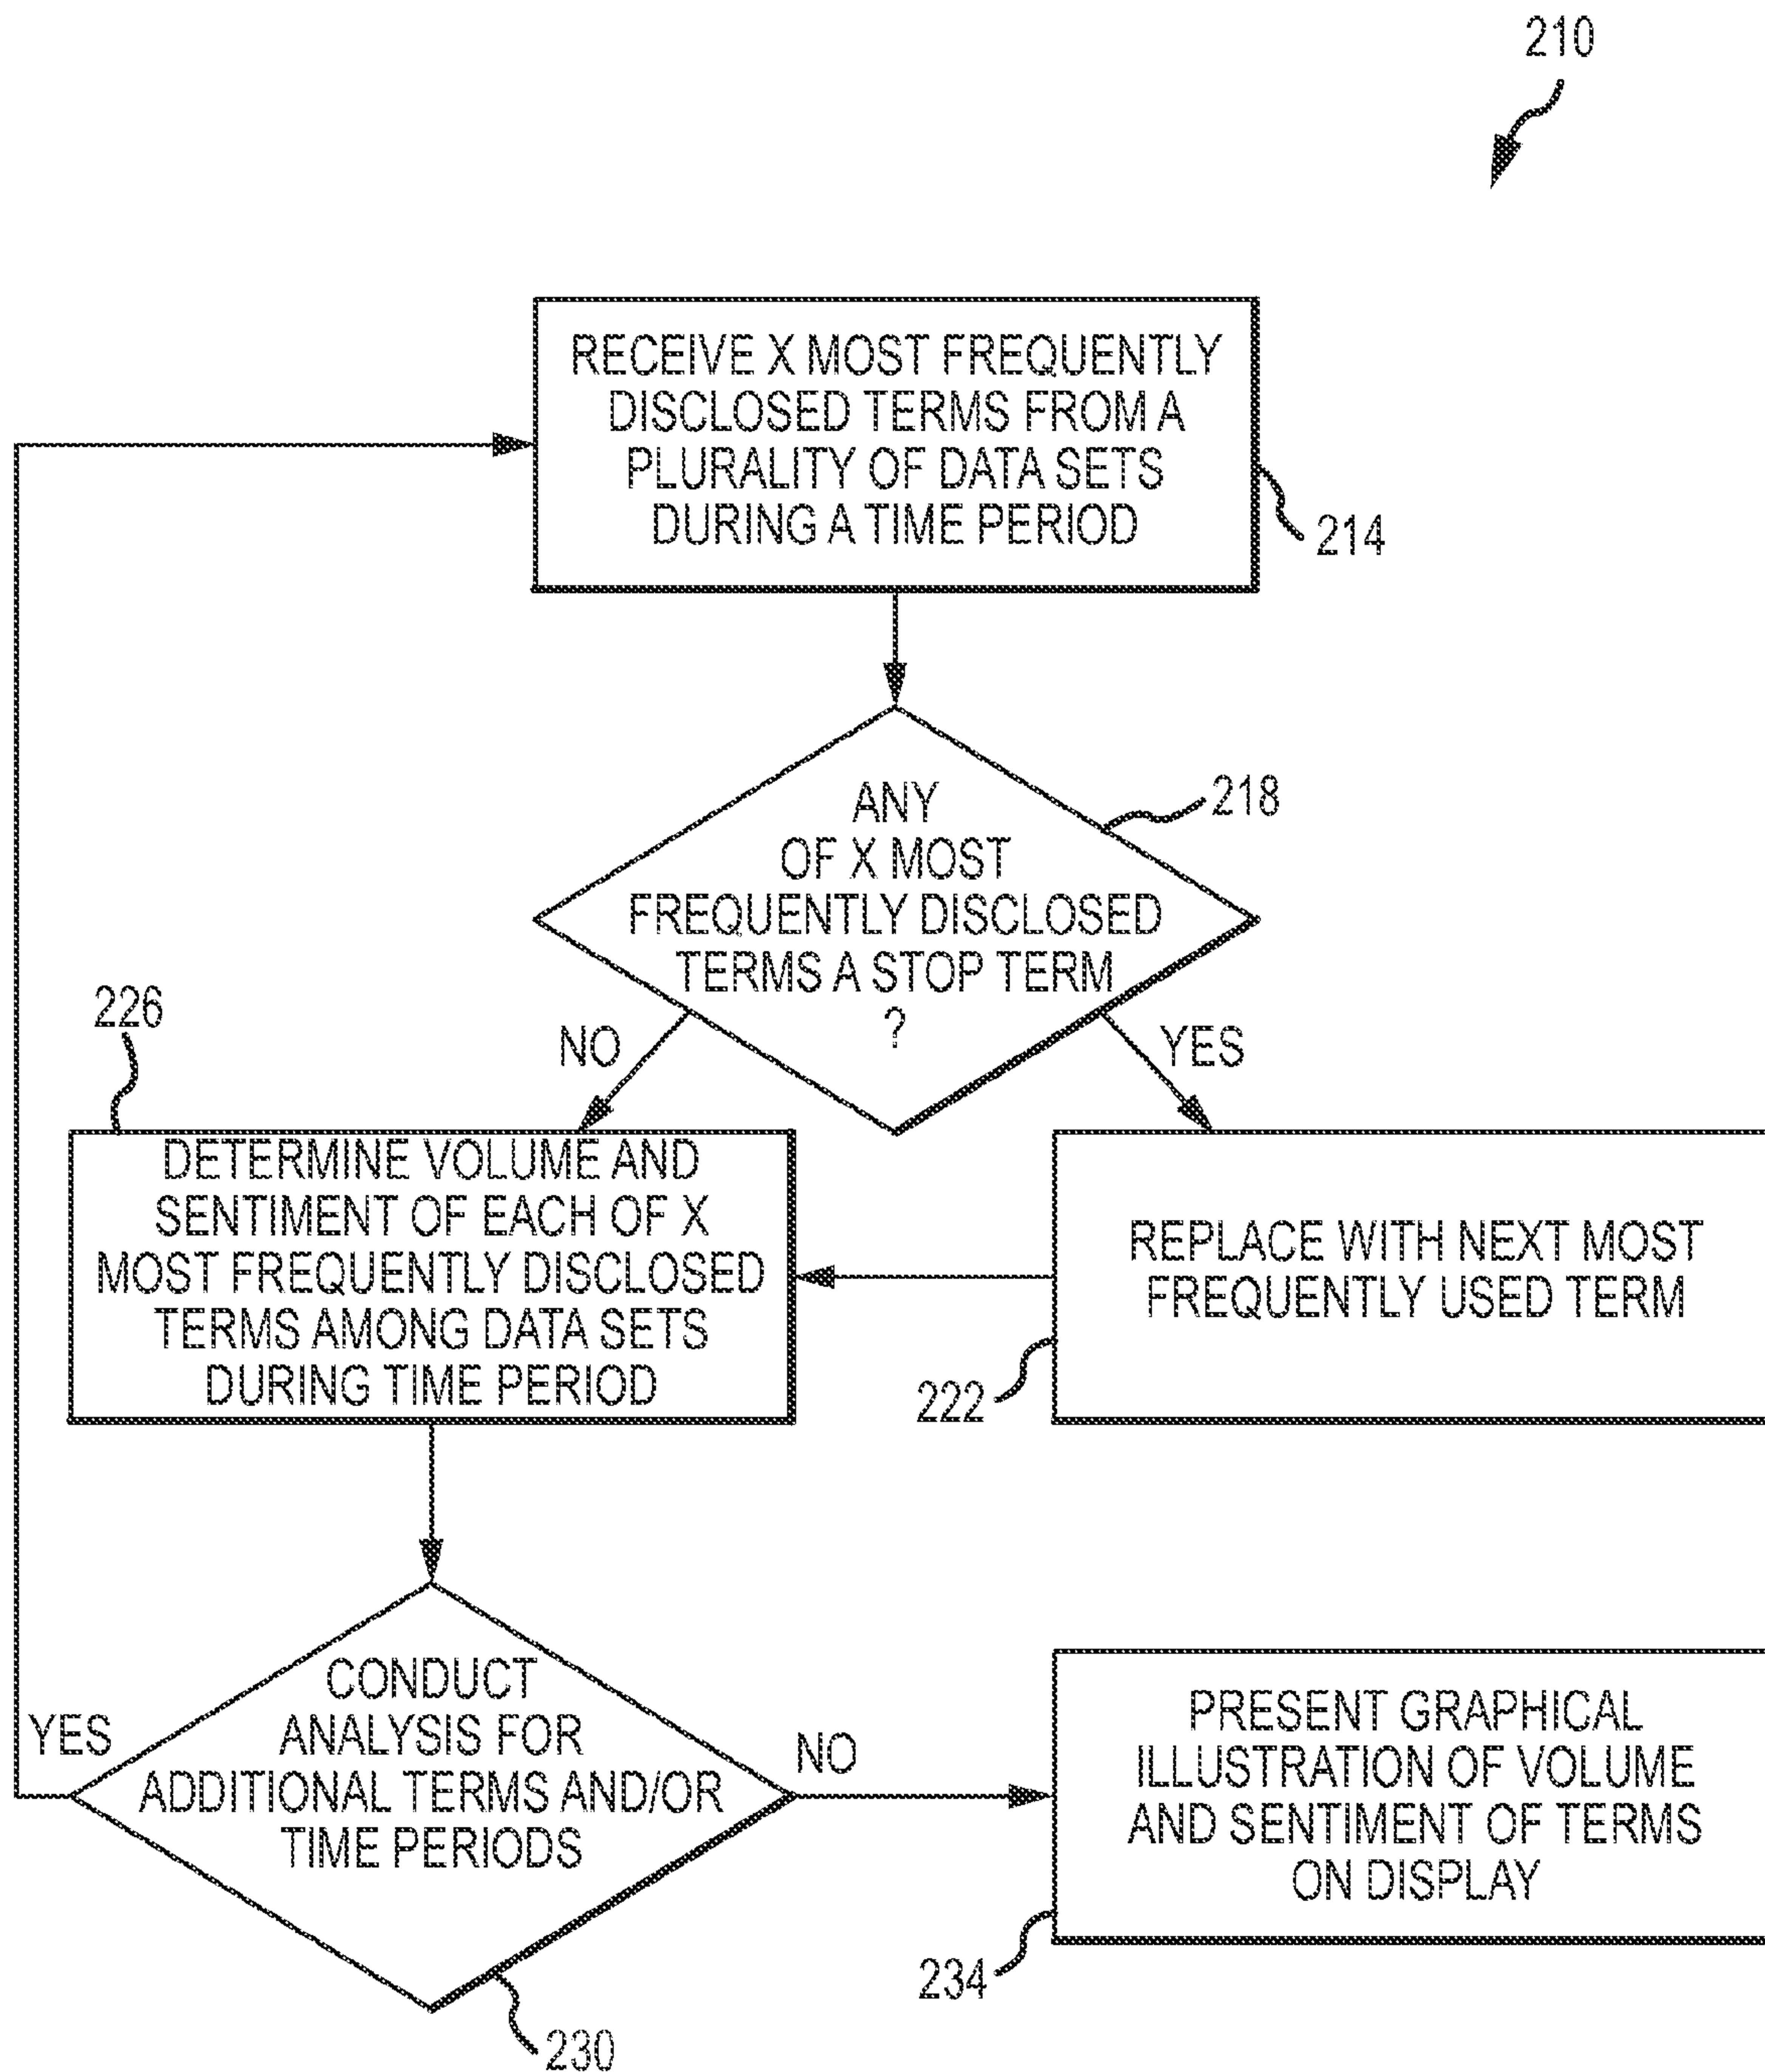 210
RECEIVE X MOST FREQUENTLY
DISCLOSED TERMS FROM A
PLURALITY OF DATA SETS
DURING A TIME PERIOD
214
ANY
OF X MOST
FREQUENTLY DISCLOSED
TERMS A STOP TERM
?
218
NO
YES
226
DETERMINE VOLUME AND
SENTIMENT OF EACH OF X
MOST FREQUENTLY DISCLOSED
TERMS AMONG DATA SETS
DURING TIME PERIOD
REPLACE WITH NEXT MOST
FREQUENTLY USED TERM
222
CONDUCT
ANALYSIS FOR
ADDITIONAL TERMS AND/OR
TIME PERIODS
YES
NO
230
PRESENT GRAPHICAL
ILLUSTRATION OF VOLUME
AND SENTIMENT OF TERMS
ON DISPLAY
234